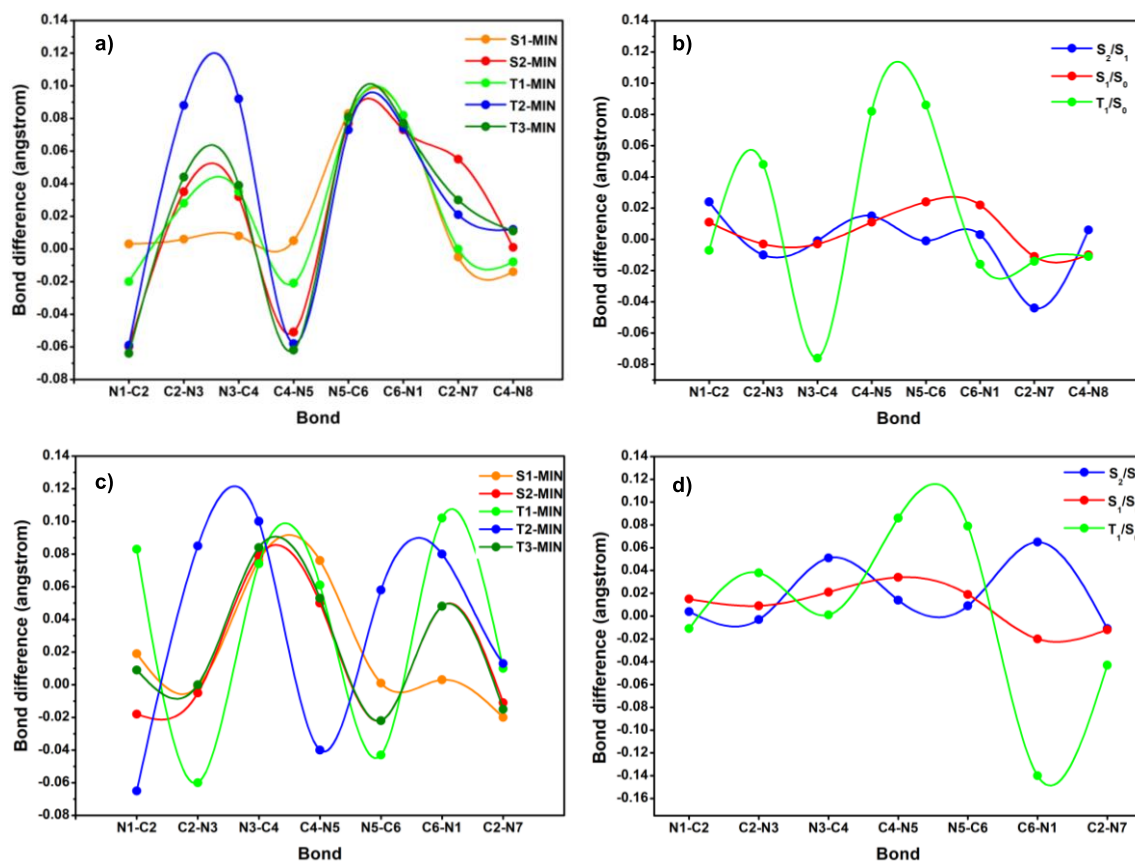 a)
S1-MIN
S2-MIN
T1-MIN
T2-MIN
T3-MIN
Bond difference (angstrom)
0.14
0.12
0.10
0.08
0.06
0.04
0.02
0.00
-0.02
-0.04
-0.06
-0.08
N1-C2 C2-N3 N3-C4 C4-N5 N5-C6 C6-N1 C2-N7 C4-N8
Bond
b)
S₂/S₁
S₁/S₀
T₁/S₀
Bond difference (angstrom)
0.14
0.12
0.10
0.08
0.06
0.04
0.02
0.00
-0.02
-0.04
-0.06
-0.08
N1-C2 C2-N3 N3-C4 C4-N5 N5-C6 C6-N1 C2-N7 C4-N8
Bond
c)
S1-MIN
S2-MIN
T1-MIN
T2-MIN
T3-MIN
Bond difference (angstrom)
0.14
0.12
0.10
0.08
0.06
0.04
0.02
0.00
-0.02
-0.04
-0.06
-0.08
N1-C2 C2-N3 N3-C4 C4-N5 N5-C6 C6-N1 C2-N7
Bond
d)
S₂/S
S₁/S
T₁/S
Bond difference (angstrom)
0.14
0.12
0.10
0.08
0.06
0.04
0.02
0.00
-0.02
-0.04
-0.06
-0.08
-0.10
-0.12
-0.14
-0.16
N1-C2 C2-N3 N3-C4 C4-N5 N5-C6 C6-N1 C2-N7
Bond